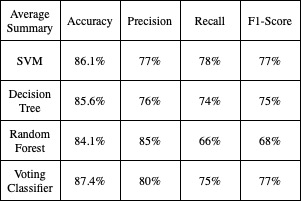 Average Summary Accuracy Precision Recall F1-Score
SVM 86.1% 77% 78% 77%
Decision Tree 85.6% 76% 74% 75%
Random Forest 84.1% 85% 66% 68%
Voting Classifier 87.4% 80% 75% 77%